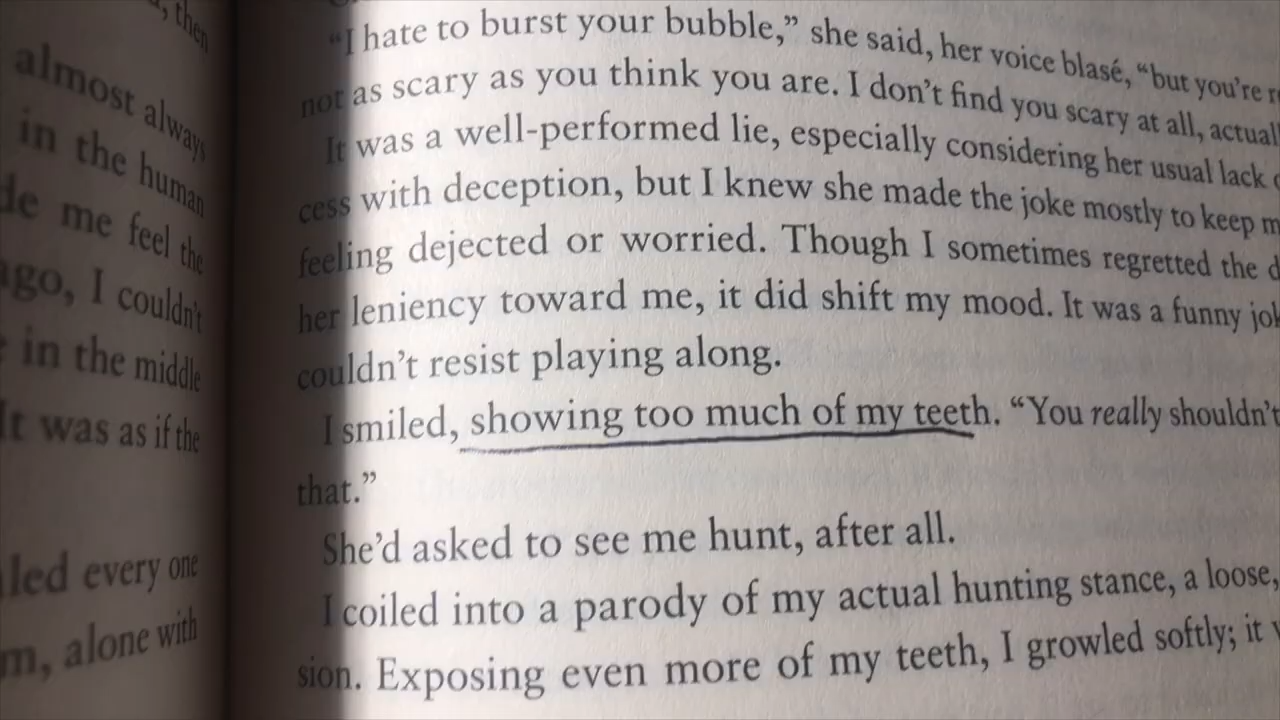 then
almost always
in the human
me feel the
I couldn't
in the middle
was as if the
every one
alone with
“I hate to burst your bubble,” she said, her voice blasé, “but you’re
not as scary as you think you are. I don’t find you scary at all,
It was a well-performed lie, especially considering her usual lack
cess with deception, but I knew she made the joke mostly to keep
feeling dejected or worried. Though I sometimes regretted the
her leniency toward me, it did shift my mood. It was a funny
couldn’t resist playing along.
I smiled, showing too much of my teeth. “You really shouldn’t
that.”
She’d asked to see me hunt, after all.
I coiled into a parody of my actual hunting stance, a loose,
sion. Exposing even more of my teeth, I growled softly; it